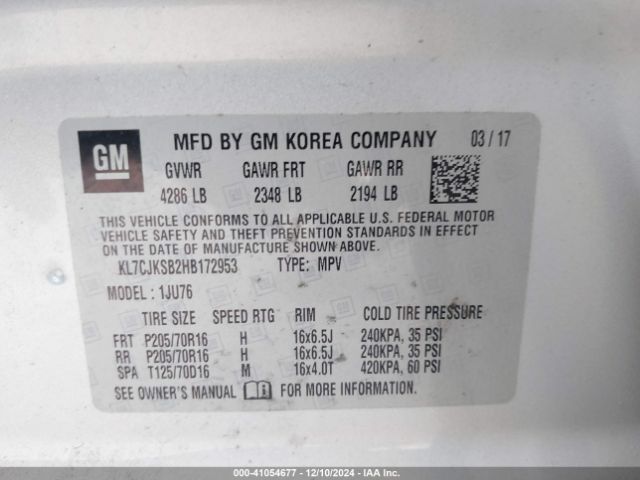 GM
MFD BY GM KOREA COMPANY 03 / 17
GVWR GAWR FRT GAWR RR
4286 LB 2348 LB 2194 LB
THIS VEHICLE CONFORMS TO ALL APPLICABLE U.S. FEDERAL MOTOR
VEHICLE SAFETY AND THEFT PREVENTION STANDARDS IN EFFECT
ON THE DATE OF MANUFACTURE SHOWN ABOVE.
KL7CJKSB2HB172953 TYPE: MPV
MODEL : 1JU76
TIRE SIZE SPEED RTG RIM COLD TIRE PRESSURE
FRT P205/70R16 H 16x6.5J 240KPA, 35 PSI
RR P205/70R16 H 16x6.5J 240KPA, 35 PSI
SPA T125/70D16 M 16x4.0T 420KPA, 60 PSI
SEE OWNER'S MANUAL FOR MORE INFORMATION.
000-41054677 - 12/10/2024 - IAA Inc.